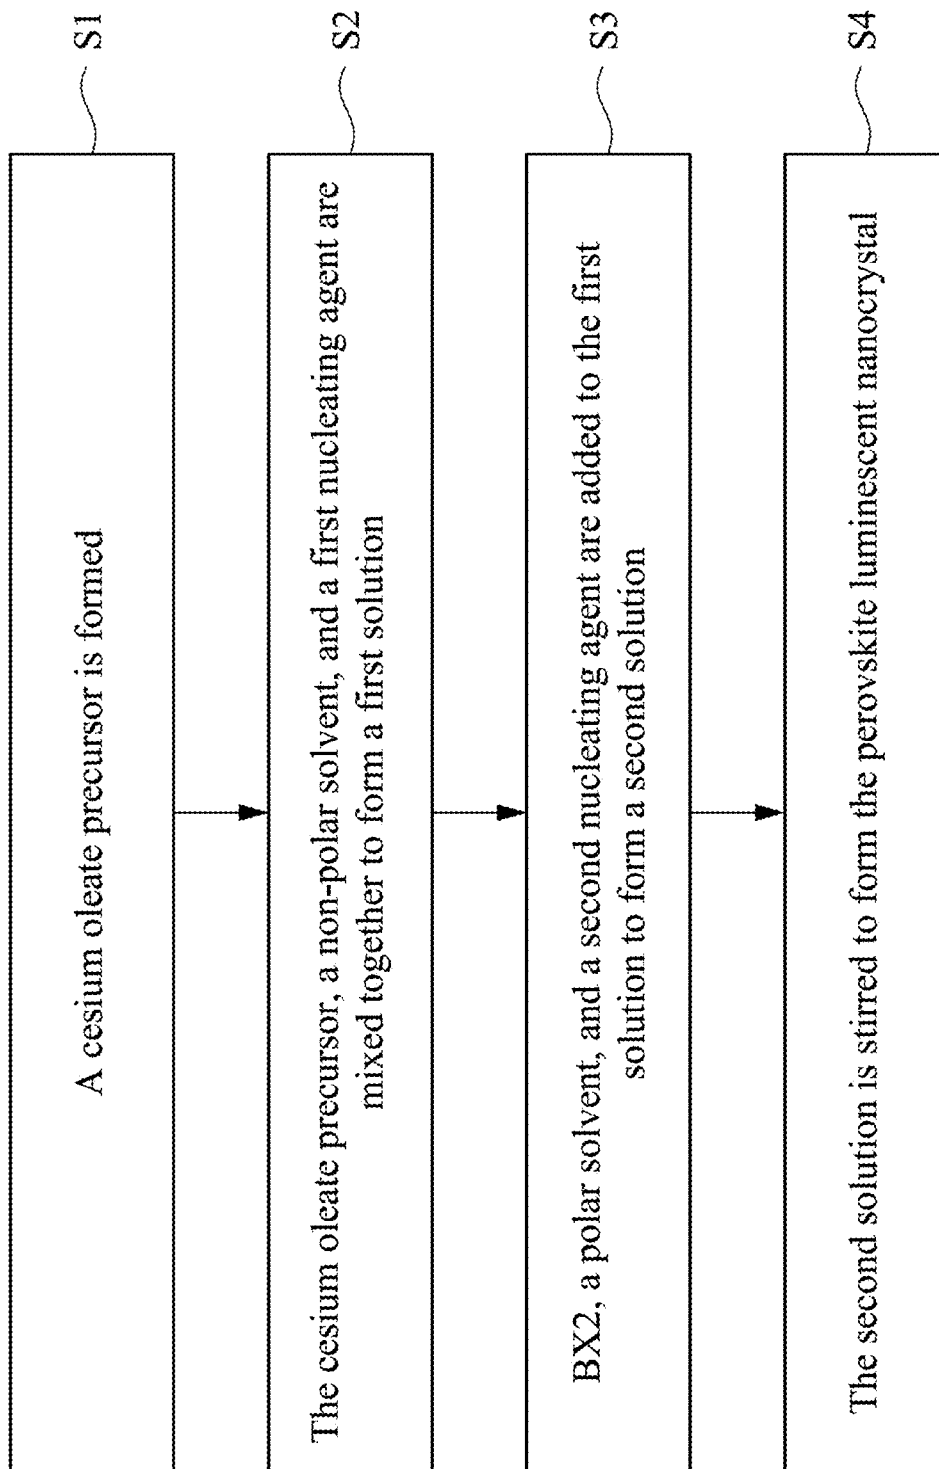 A cesium oleate precursor is formed
S1
The cesium oleate precursor, a non-polar solvent, and a first nucleating agent are
mixed together to form a first solution
S2
BX2, a polar solvent, and a second nucleating agent are added to the first
solution to form a second solution
S3
The second solution is stirred to form the perovskite luminescent nanocrystal
S4